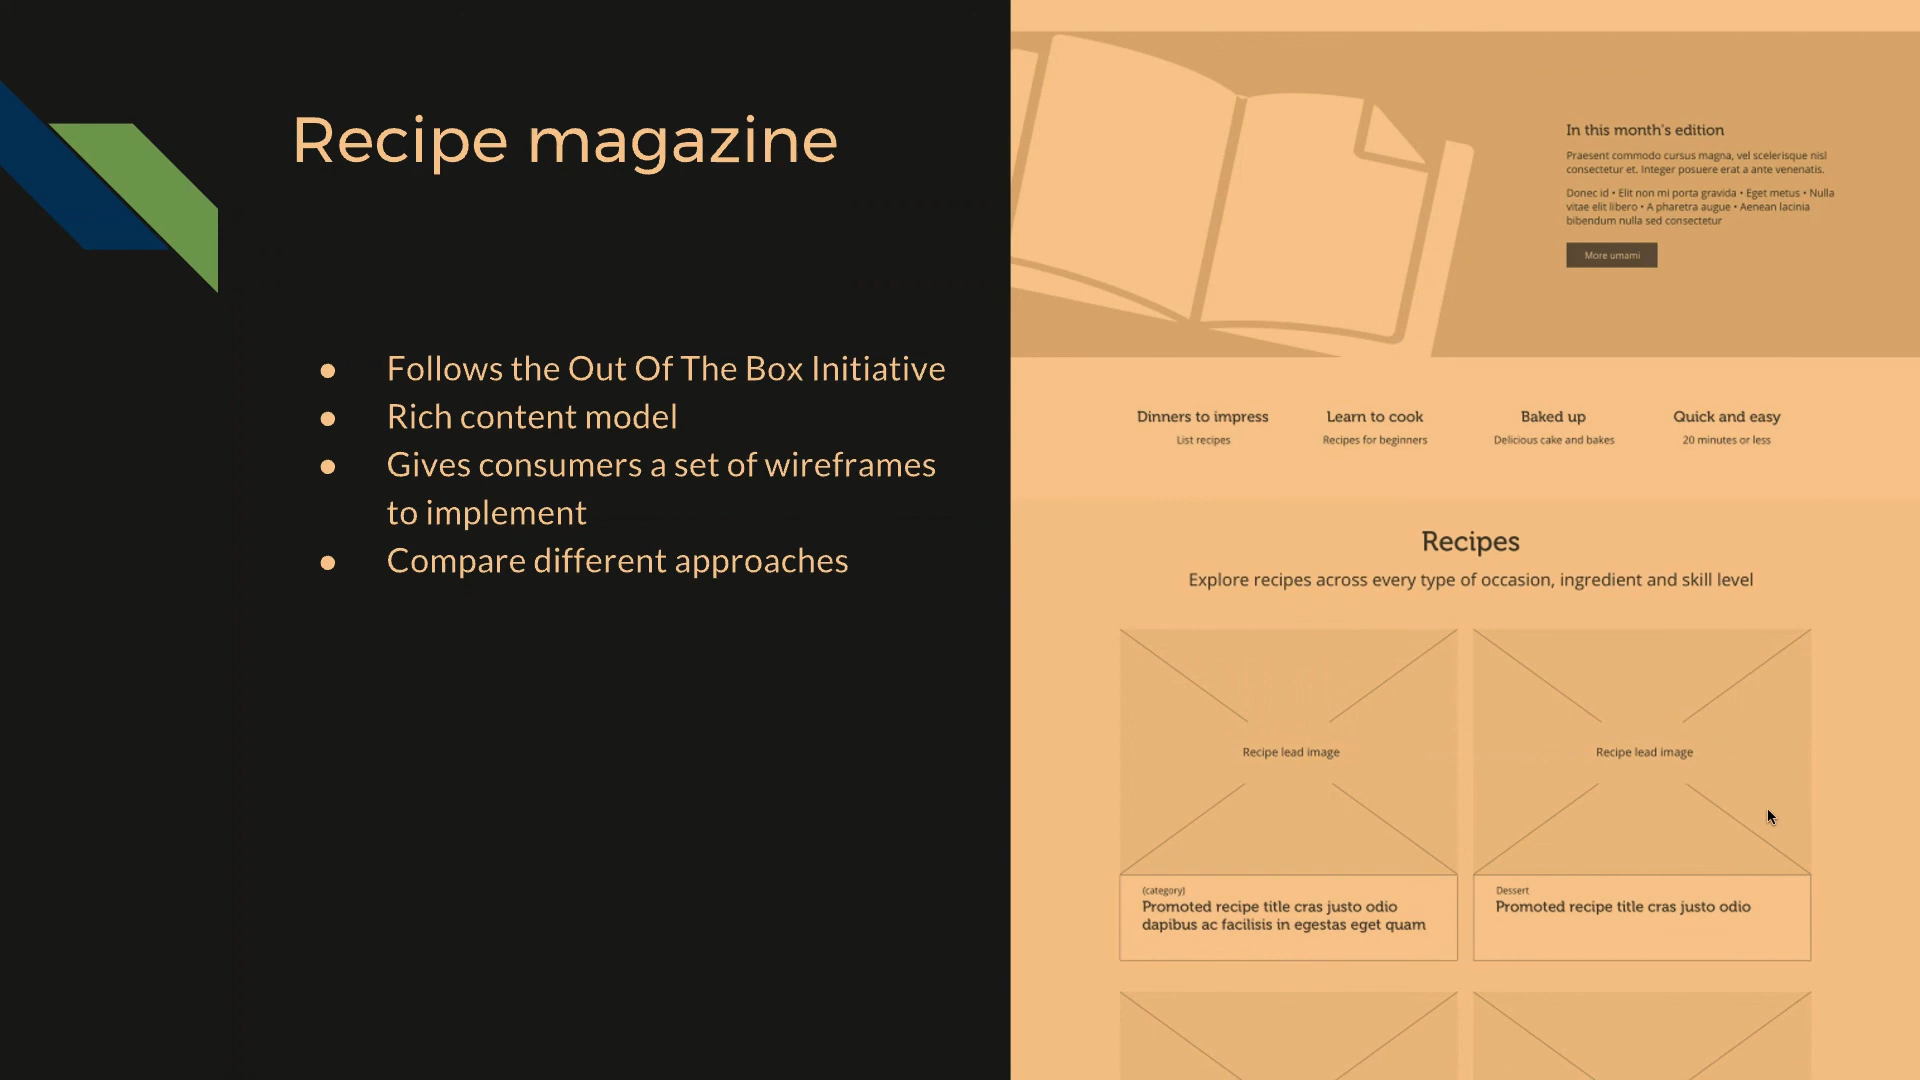 Recipe magazine
Follows the Out Of The Box Initiative
Rich content model
Gives consumers a set of wireframes
to implement
Compare different approaches
In this month's edition
Praesent commodo cursus magna, vel scelerisque nisl
consectetur et. Integer posuere erat a ante venenatis.
Donec id • Elit non mi porta gravida • Eget metus • Nulla
vitae elit libero • A pharetra augue • Aenean lacinia
bibendum nulla sed consectetur
More umami
Dinners to impress
List recipes
Learn to cook
Recipes for beginners
Baked up
Delicious cake and bakes
Quick and easy
20 minutes or less
Recipes
Explore recipes across every type of occasion, ingredient and skill level
Recipe lead image
(category)
Promoted recipe title cras justo odio
dapibus ac facilisis in egestas eget quam
Recipe lead image
Dessert
Promoted recipe title cras justo odio